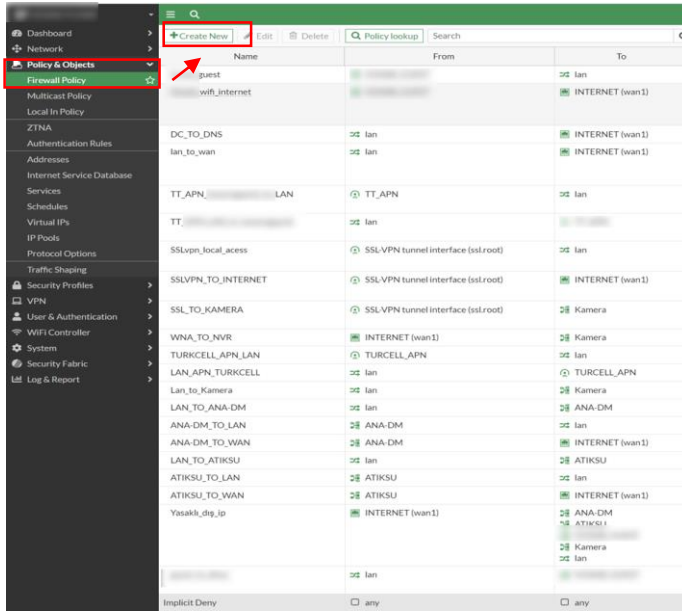 Dashboard
Network
Policy & Objects
Firewall Policy
Multicast Policy
Local In Policy
ZTNA
Authentication Rules
Addresses
Internet Service Database
Services
Schedules
Virtual IPs
IP Pools
Protocol Options
Traffic Shaping
Security Profiles
VPN
User & Authentication
WiFi Controller
System
Security Fabric
Log & Report
Create New Edit Delete Policy lookup Search
Name From To
guest lan
wifi_internet INTERNET (wan1)
DC_TO_DNS lan INTERNET (wan1)
lan_to_wan lan INTERNET (wan1)
TT_APN LAN TT_APN lan
TT lan
SSLvpn_local_acess SSL-VPN tunnel interface (ssl.root) lan
SSLVPN_TO_INTERNET SSL-VPN tunnel interface (ssl.root) INTERNET (wan1)
SSL_TO_KAMERA SSL-VPN tunnel interface (ssl.root) Kamera
WNA_TO_NVR INTERNET (wan1) Kamera
TURKCELL_APN_LAN TURCELL_APN lan
LAN_APN_TURKCELL lan TURCELL_APN
Lan_to_Kamera lan Kamera
LAN_TO_ANA-DM lan ANA-DM
ANA-DM_TO_LAN ANA-DM lan
ANA-DM_TO_WAN ANA-DM INTERNET (wan1)
LAN_TO_ATIKSU lan ATIKSU
ATIKSU_TO_LAN ATIKSU lan
ATIKSU_TO_WAN ATIKSU INTERNET (wan1)
Yasaklı_dış_ip INTERNET (wan1) ANA-DM
ATIKSU
Kamera
lan
lan
Implicit Deny any any